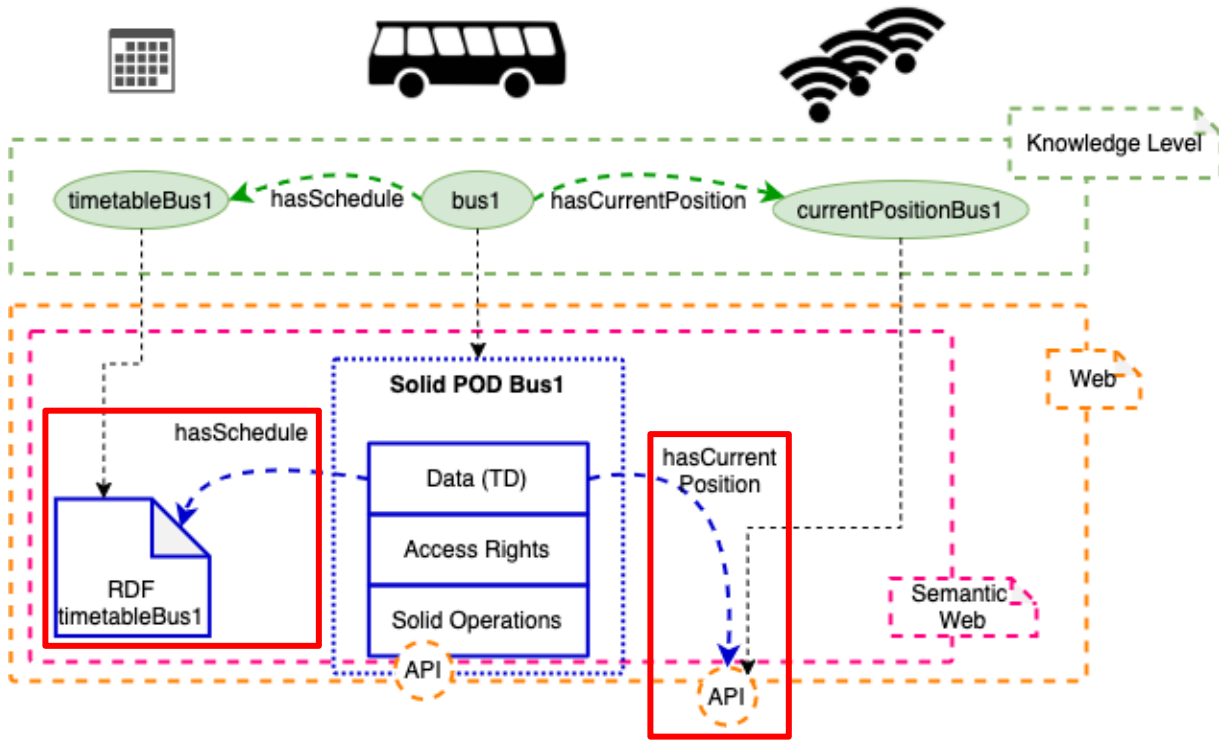 Knowledge Level
timetableBus1
hasSchedule
bus1
hasCurrentPosition
currentPositionBus1
Web
Solid POD Bus1
hasSchedule
Data (TD)
hasCurrent
Position
Access Rights
RDF
timetableBus1
Solid Operations
Semantic
Web
API
API